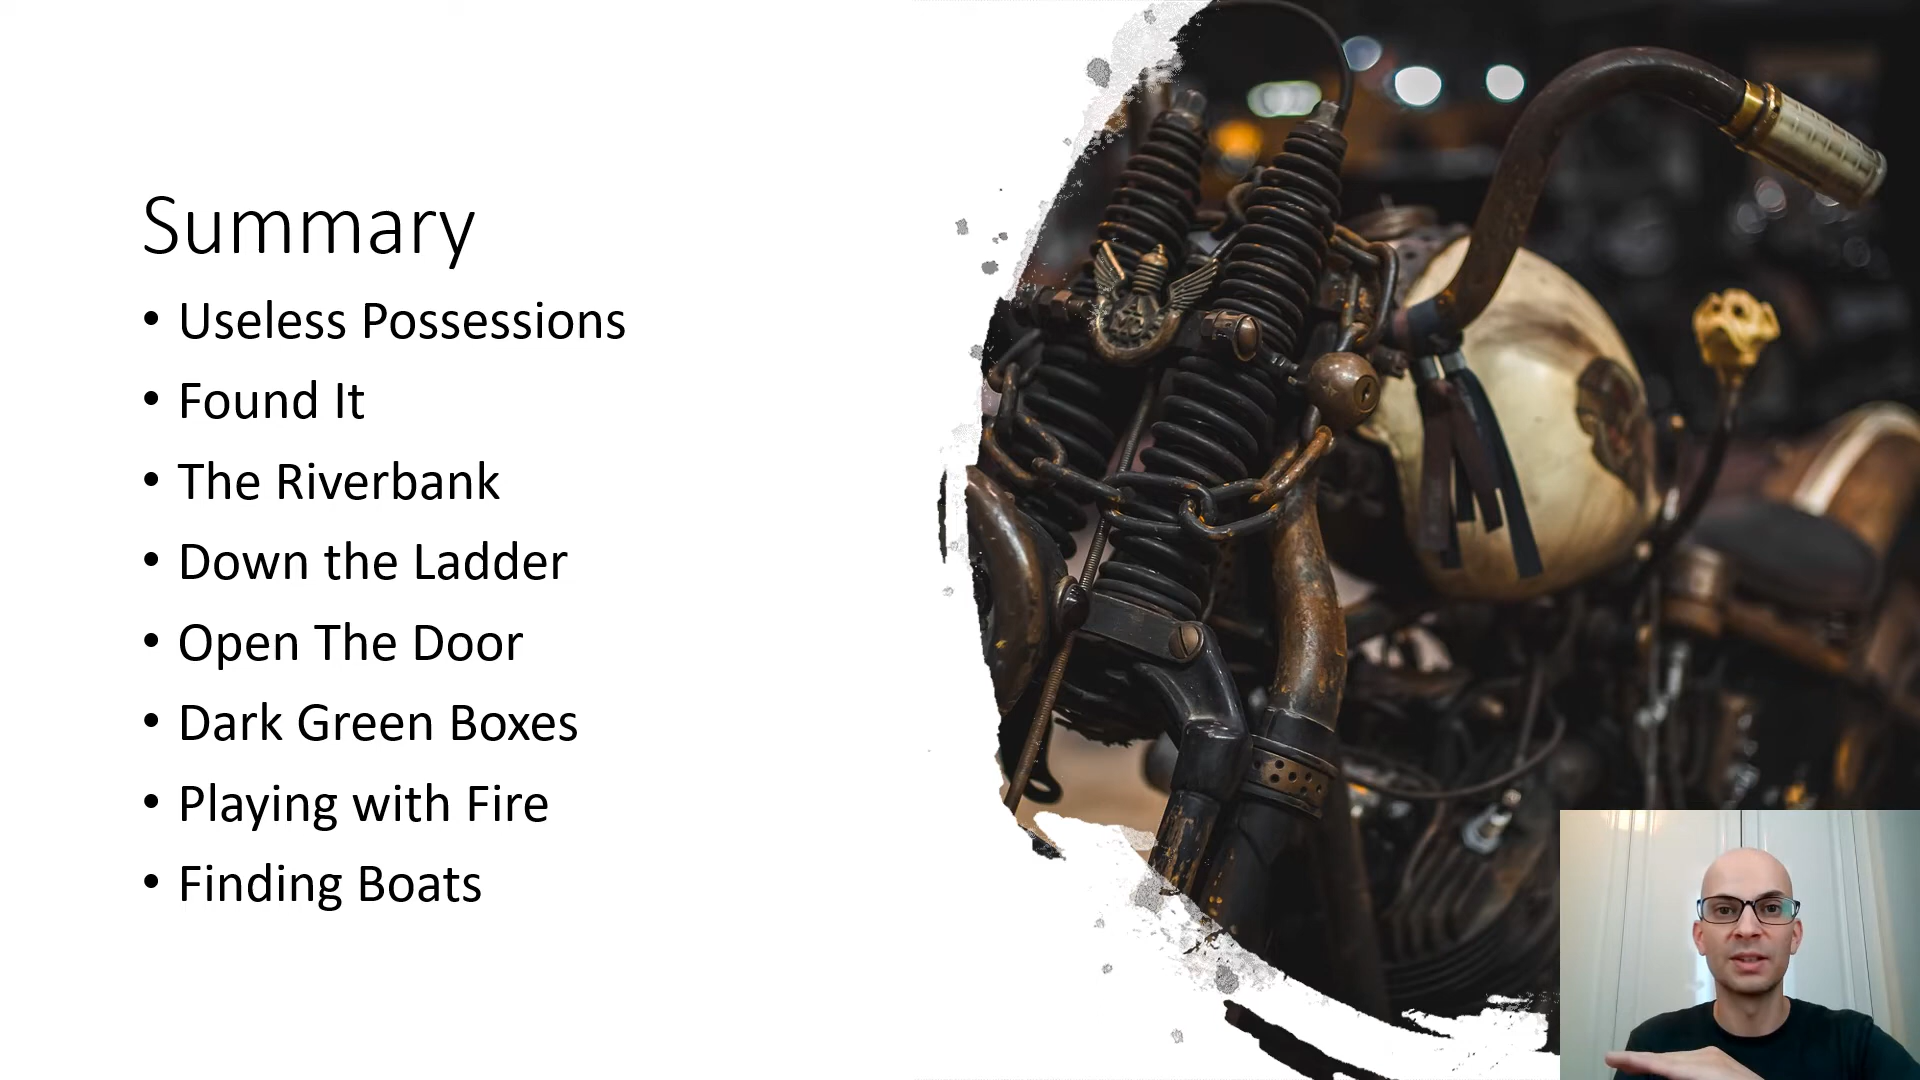 Summary
• Useless Possessions
• Found It
• The Riverbank
• Down the Ladder
• Open The Door
• Dark Green Boxes
• Playing with Fire
• Finding Boats